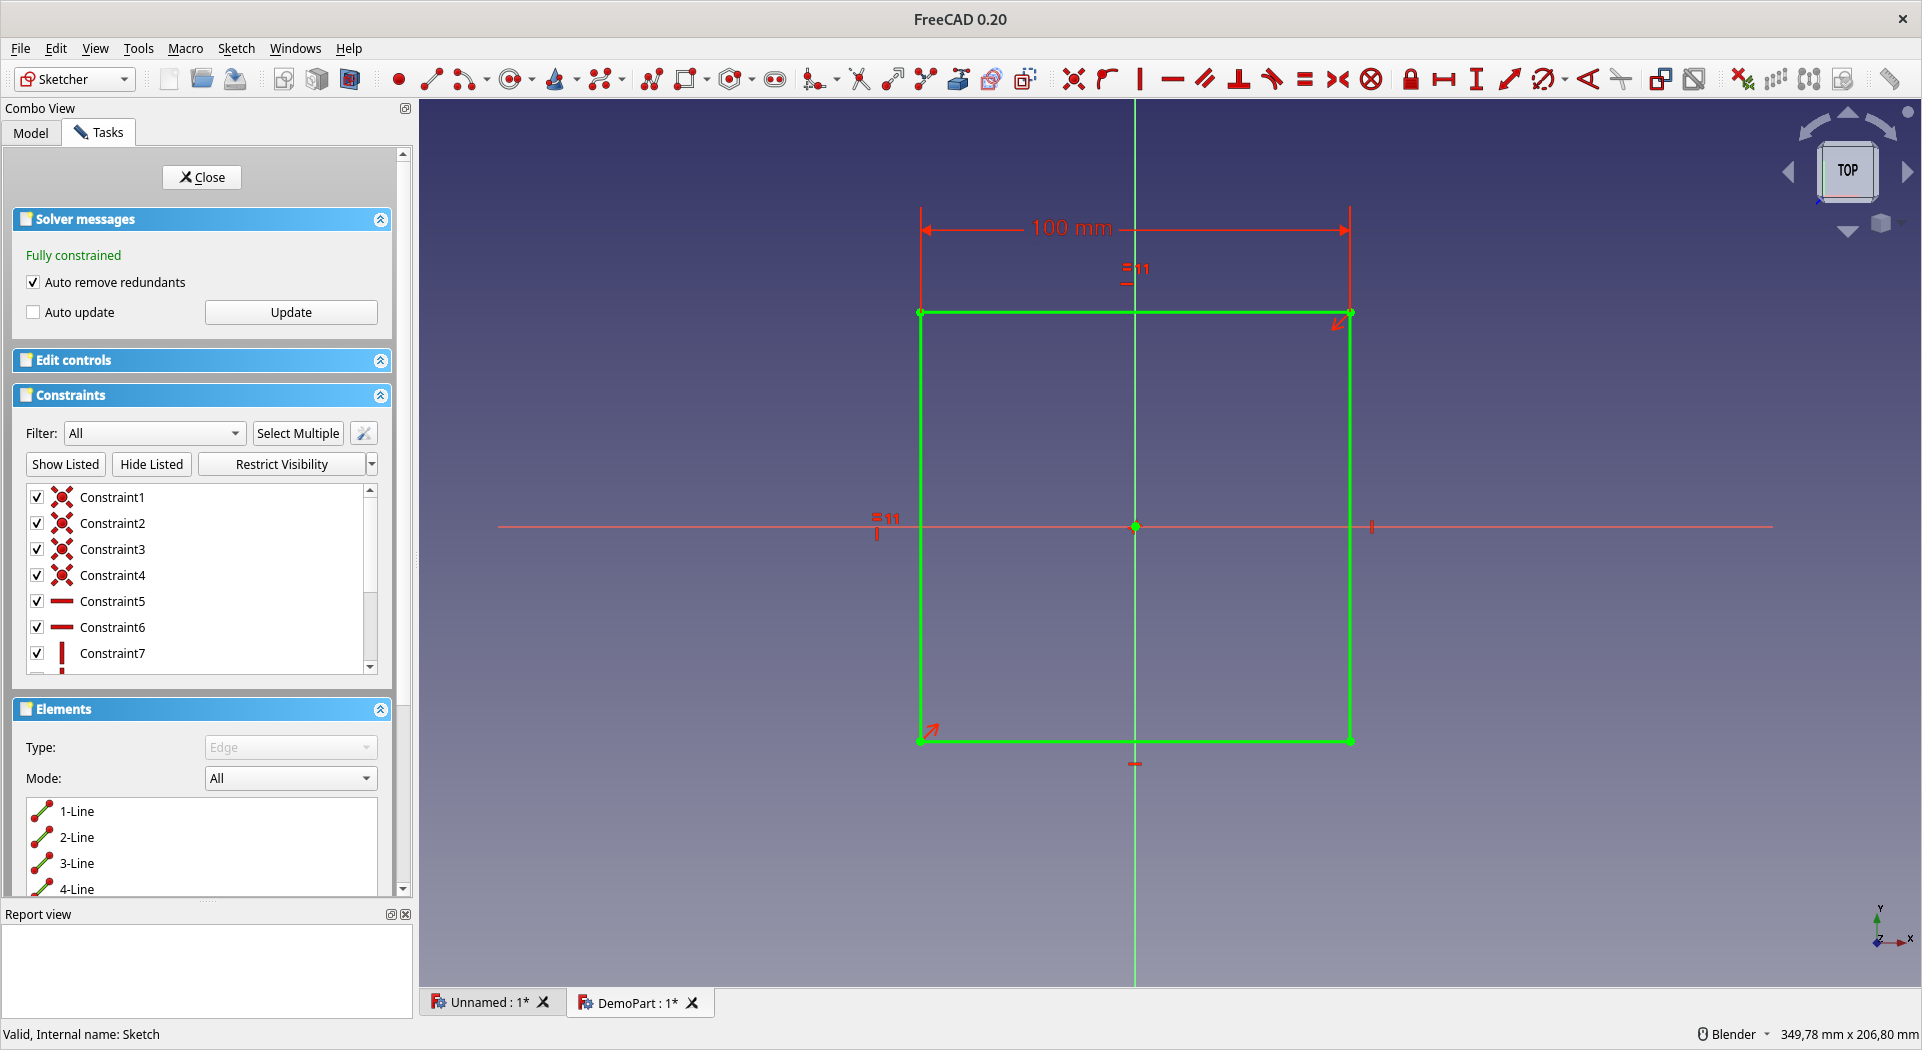 FreeCAD 0.20
File Edit View Tools Macro Sketch Windows Help
Sketcher
Combo View
Model Tasks
Close
Solver messages
Fully constrained
Auto remove redundants
Auto update Update
Edit controls
Constraints
Filter: All Select Multiple
Show Listed Hide Listed Restrict Visibility
Constraint1
Constraint2
Constraint3
Constraint4
Constraint5
Constraint6
Constraint7
Elements
Type: Edge
Mode: All
1-Line
2-Line
3-Line
4-Line
Report view
100 mm
= 11
= 11
TOP
Y
Z X
Unnamed : 1* DemoPart : 1*
Valid, Internal name: Sketch
Blender 349,78 mm x 206,80 mm